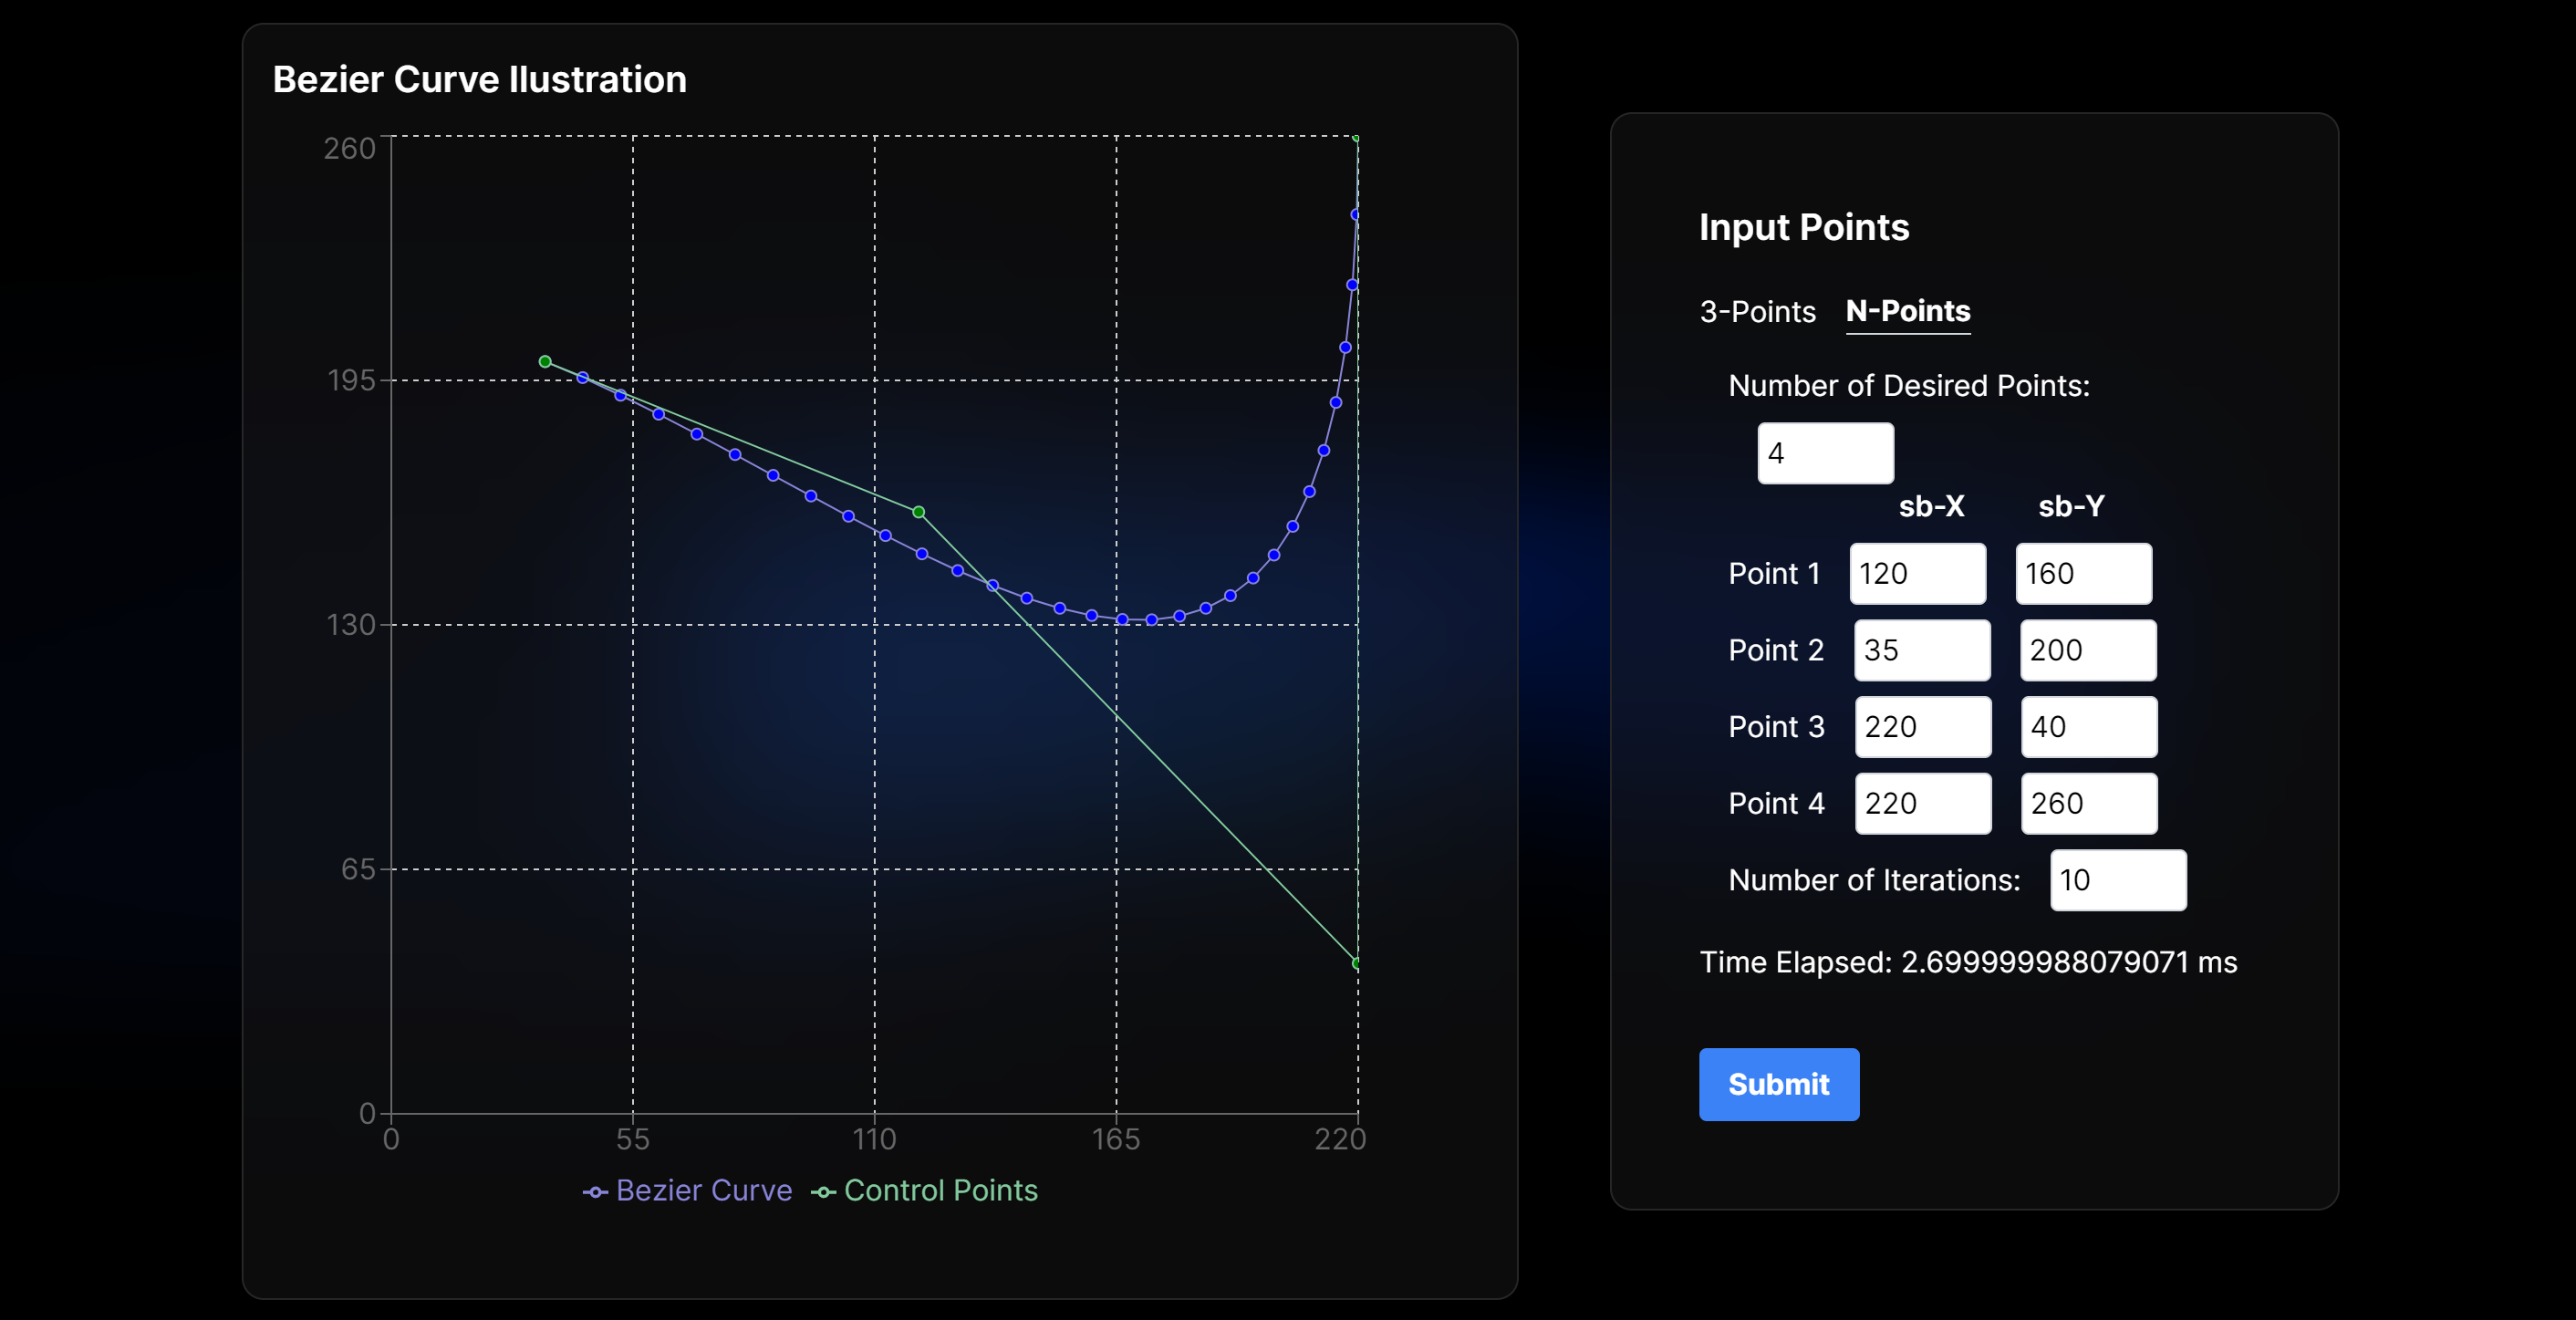 Bezier Curve Ilustration
260
195
130
65
0
0 55 110 165 220
Bezier Curve Control Points
Input Points
3-Points N-Points
Number of Desired Points:
4
sb-X sb-Y
Point 1 120 160
Point 2 35 200
Point 3 220 40
Point 4 220 260
Number of Iterations: 10
Time Elapsed: 2.699999988079071 ms
Submit